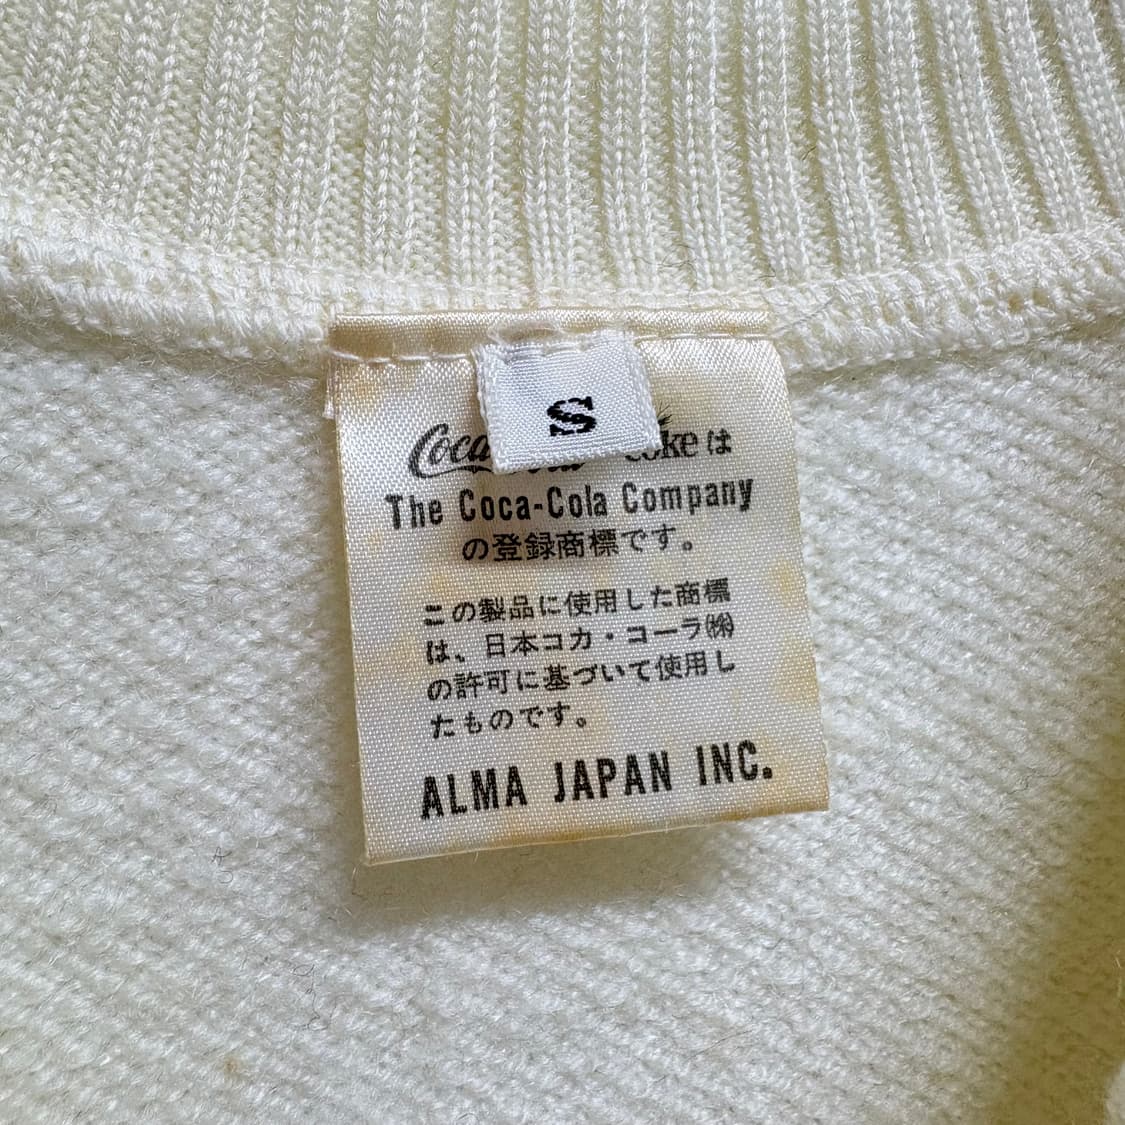 S
Coca coke は
The Coca-Cola Company
の登録商標です。
この製品に使用した商標
は、日本コカ・コーラ㈱
の許可に基づいて使用し
たものです。
ALMA JAPAN INC.